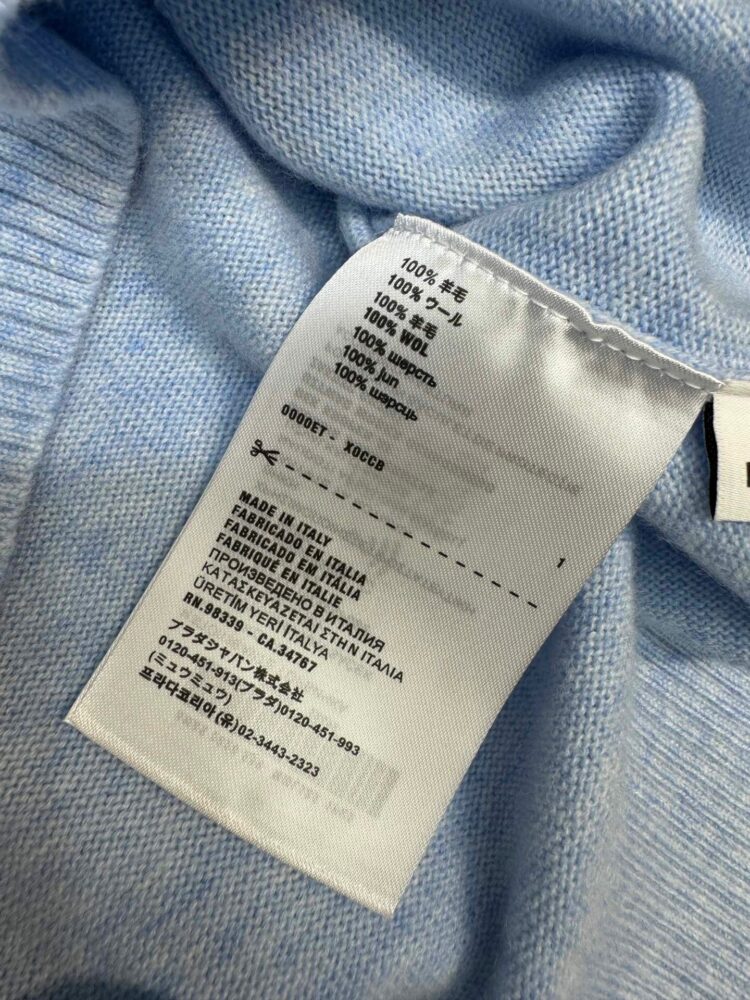 100% 羊毛
100% ウール
100% 羊毛
100% WOL
100% шерсть
100% jun
100% шэрсць
0000ET - X0CCB
1
MADE IN ITALY
FABRICADO EN ITALIA
FABRICADO EM ITÁLIA
FABRIQUÉ EN ITALIE
ПРОИЗВЕДЕНО В ИТАЛИЯ
ΚΑΤΑΣΚΕΥΑΖΕΤΑΙ ΣΤΗΝ ITAΛIA
ÜRETİM YERİ İTALYA
RN.98339 - CA.34767
プラダジャパン株式会社
0120-451-913(プラダ)0120-451-993
(ミュウミュウ)
프라다코리아(유)02-3443-2323